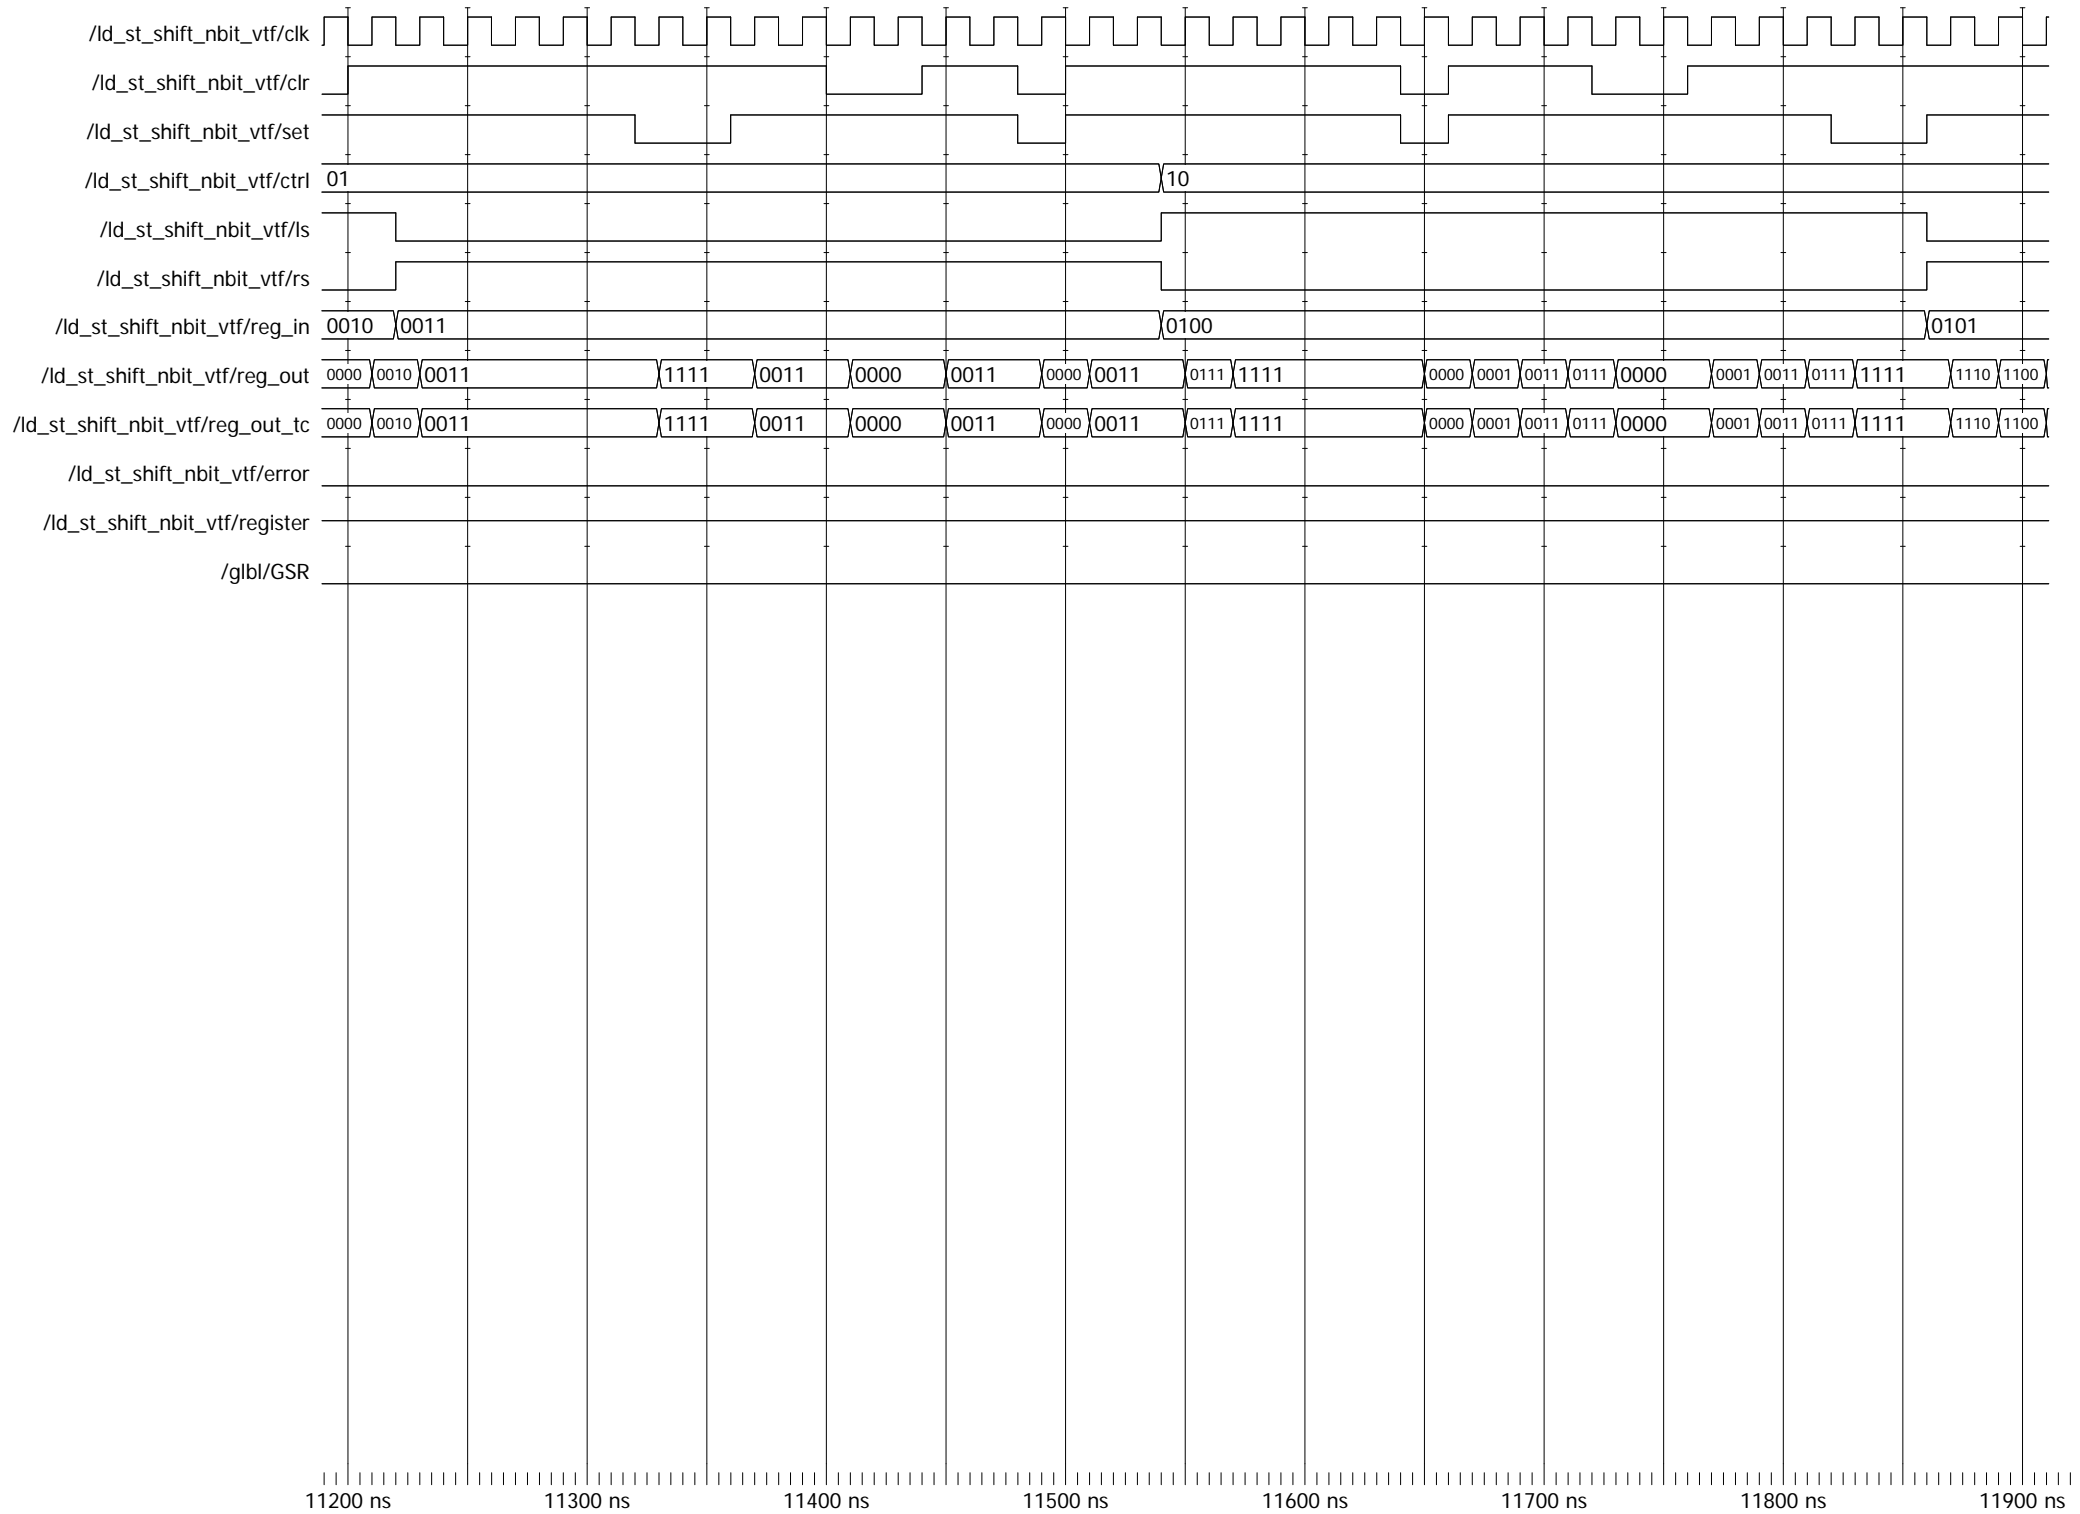 /ld_st_shift_nbit_vtf/clk
/ld_st_shift_nbit_vtf/clr
/ld_st_shift_nbit_vtf/set
/ld_st_shift_nbit_vtf/ctrl 01 10
/ld_st_shift_nbit_vtf/ls
/ld_st_shift_nbit_vtf/rs
/ld_st_shift_nbit_vtf/reg_in 0010 0011 0100 0101
/ld_st_shift_nbit_vtf/reg_out 0000 0010 0011 1111 0011 0000 0011 0000 0011 0111 1111 0000 0001 0011 0111 0000 0001 0011 0111 1111 1110 1100
/ld_st_shift_nbit_vtf/reg_out_tc 0000 0010 0011 1111 0011 0000 0011 0000 0011 0111 1111 0000 0001 0011 0111 0000 0001 0011 0111 1111 1110 1100
/ld_st_shift_nbit_vtf/error
/ld_st_shift_nbit_vtf/register
/glbl/GSR
11200 ns 11300 ns 11400 ns 11500 ns 11600 ns 11700 ns 11800 ns 11900 ns